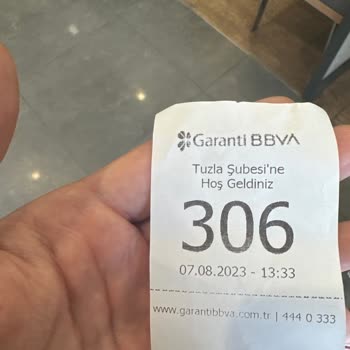 Garanti BBVA
Tuzla Şubesi'ne
Hoş Geldiniz
306
07.08.2023 - 13:33
www.garantibbva.com.tr | 444 0 333